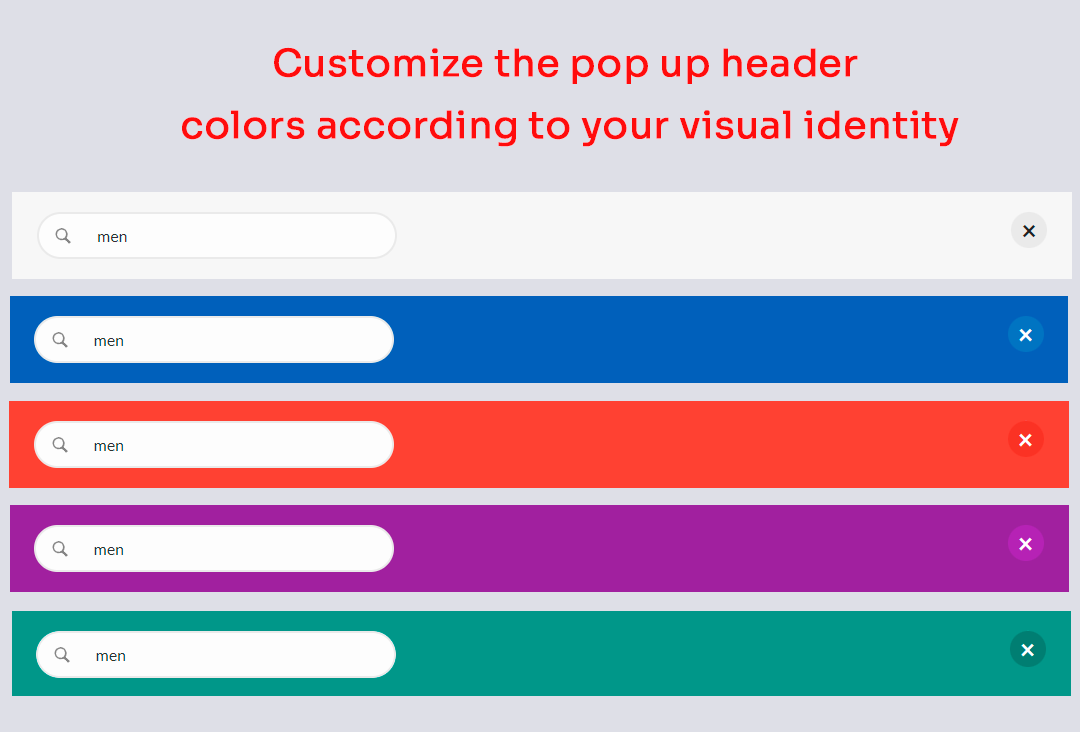 Customize the pop up header
colors according to your visual identity
men
men
men
men
men